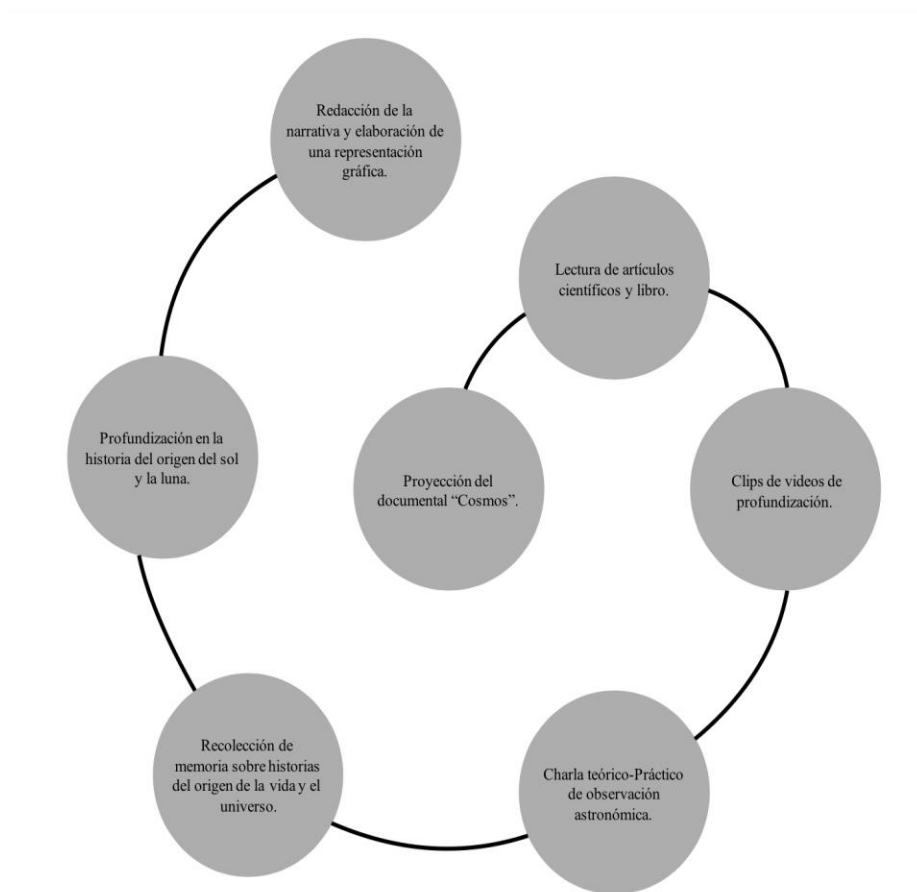 Redacción de la
narrativa y elaboración de
una representación
gráfica.
Lectura de artículos
científicos y libro.
Profundización en la
historia del origen del sol
y la luna.
Proyección del
documental “Cosmos”.
Clips de videos de
profundización.
Recolección de
memoria sobre historias
del origen de la vida y el
universo.
Charla teórico-Práctico
de observación
astronómica.